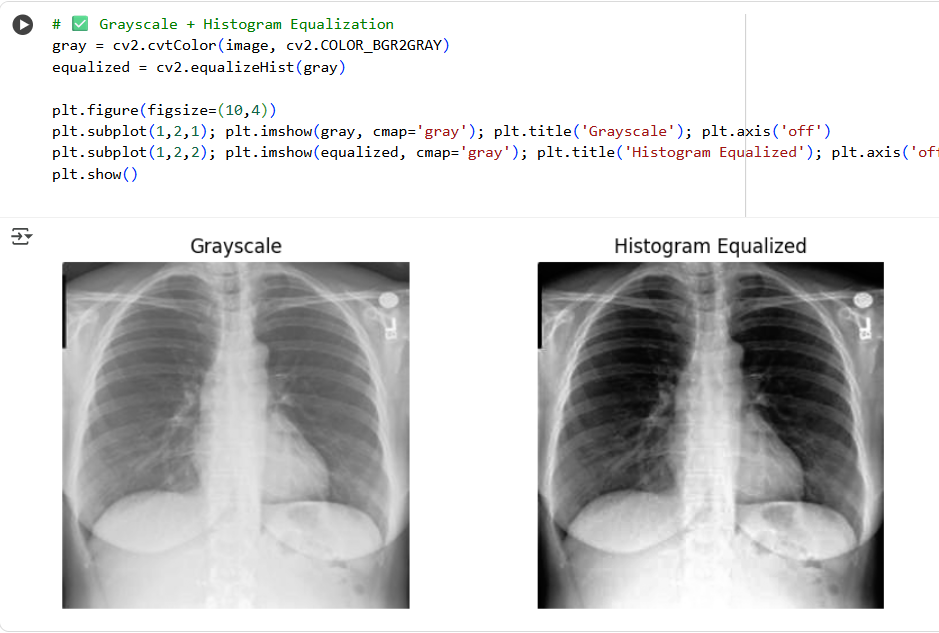 # ✅ Grayscale + Histogram Equalization
gray = cv2.cvtColor(image, cv2.COLOR_BGR2GRAY)
equalized = cv2.equalizeHist(gray)
plt.figure(figsize=(10,4))
plt.subplot(1,2,1); plt.imshow(gray, cmap='gray'); plt.title('Grayscale'); plt.axis('off')
plt.subplot(1,2,2); plt.imshow(equalized, cmap='gray'); plt.title('Histogram Equalized'); plt.axis('off
plt.show()
Grayscale
Histogram Equalized